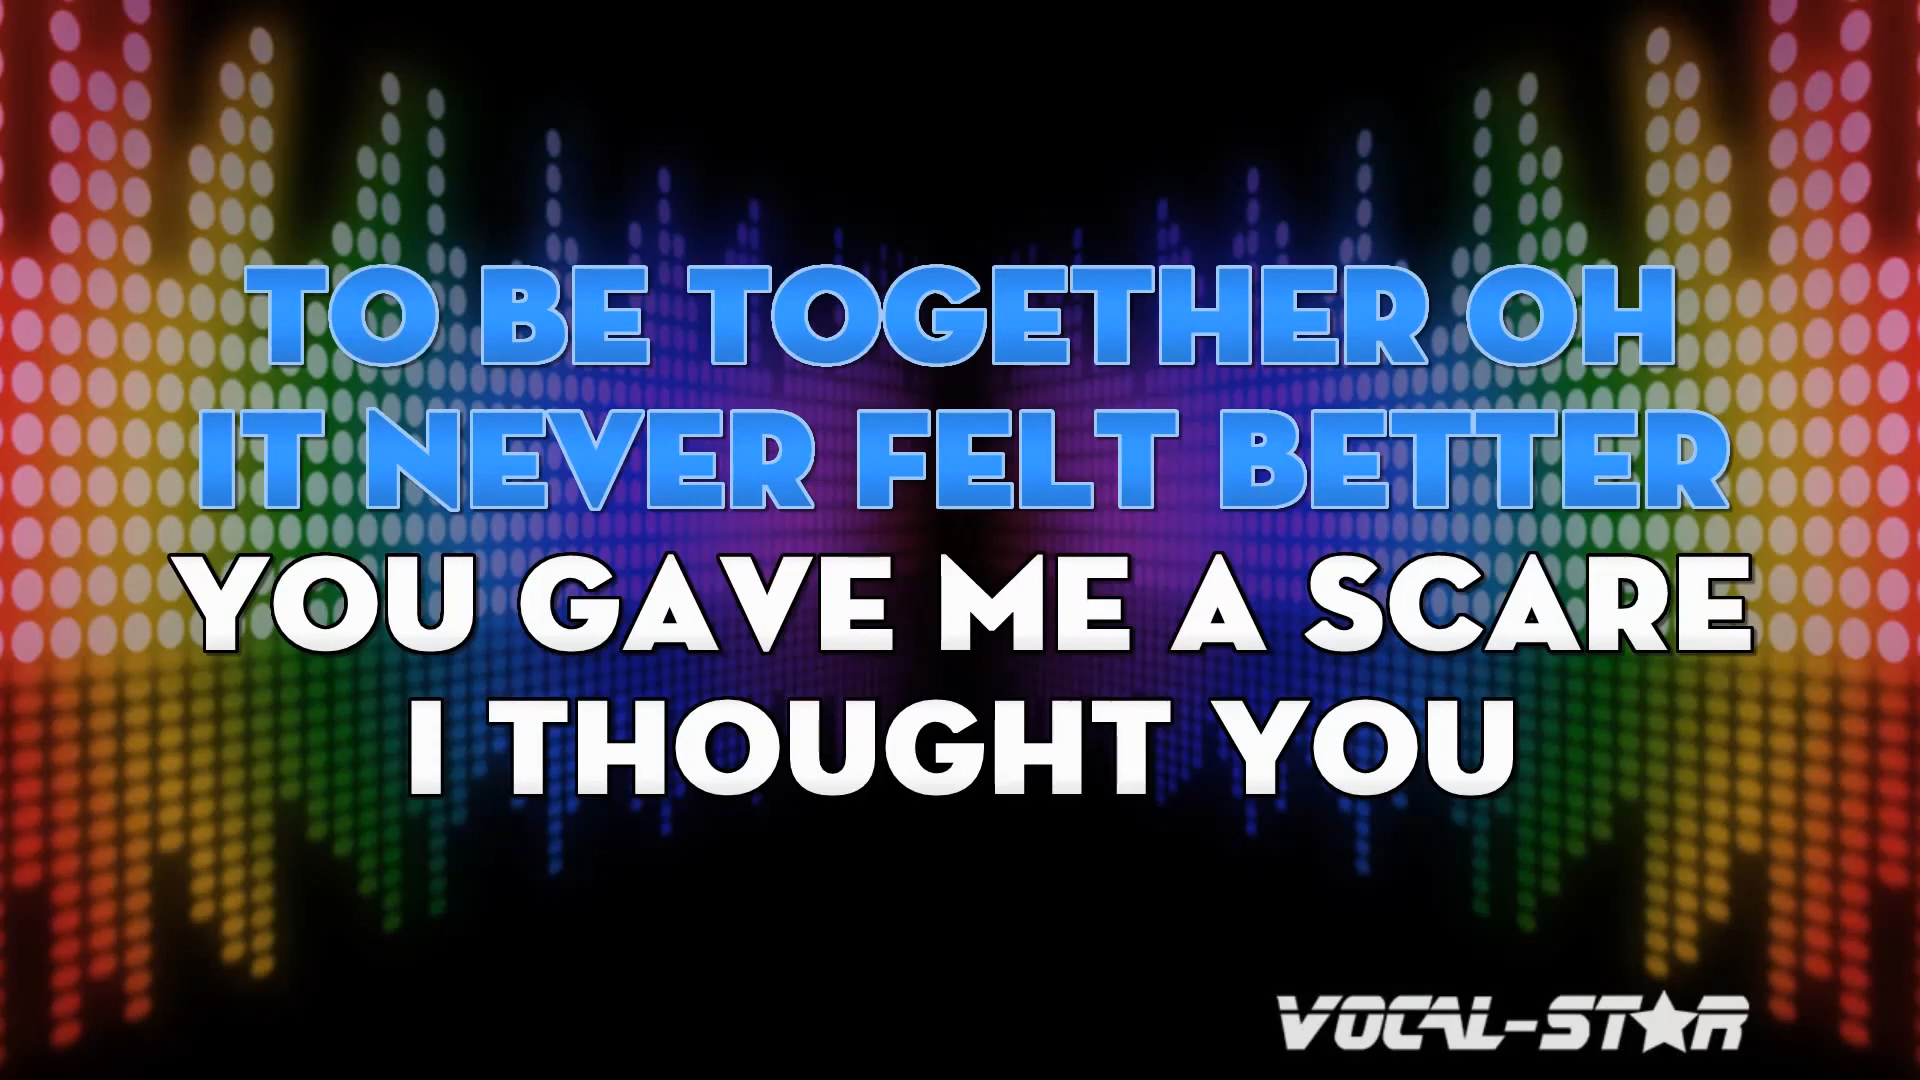 TO BE TOGETHER OH
IT NEVER FELT BETTER
YOU GAVE ME A SCARE
I THOUGHT YOU
VOCAL-STAR